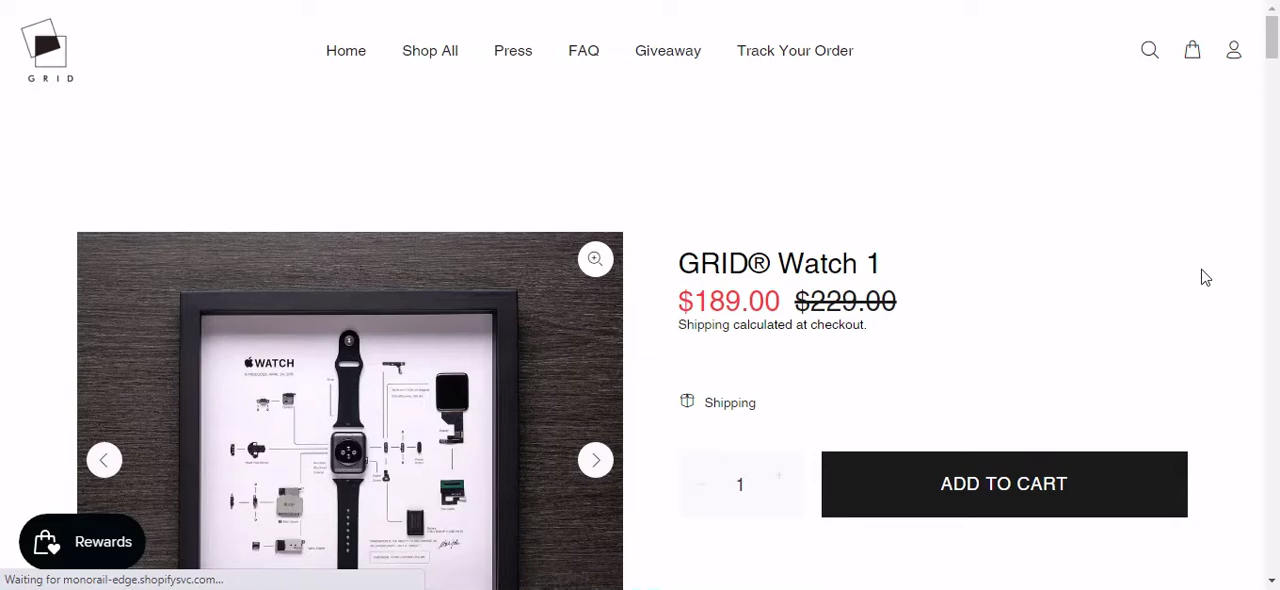 Home Shop All Press FAQ Giveaway Track Your Order
GRID
GRID® Watch 1
$189.00 $229.00
Shipping calculated at checkout.
WATCH
Shipping
1
ADD TO CART
Rewards
Waiting for monorail-edge.shopifysvc.com...